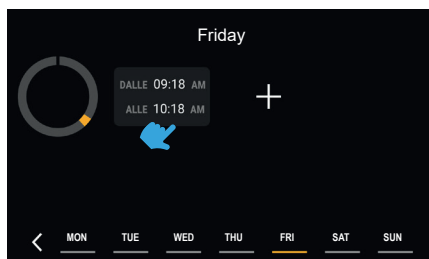 Friday
DALLE 09:18 AM
ALLE 10:18 AM
MON TUE WED THU FRI SAT SUN